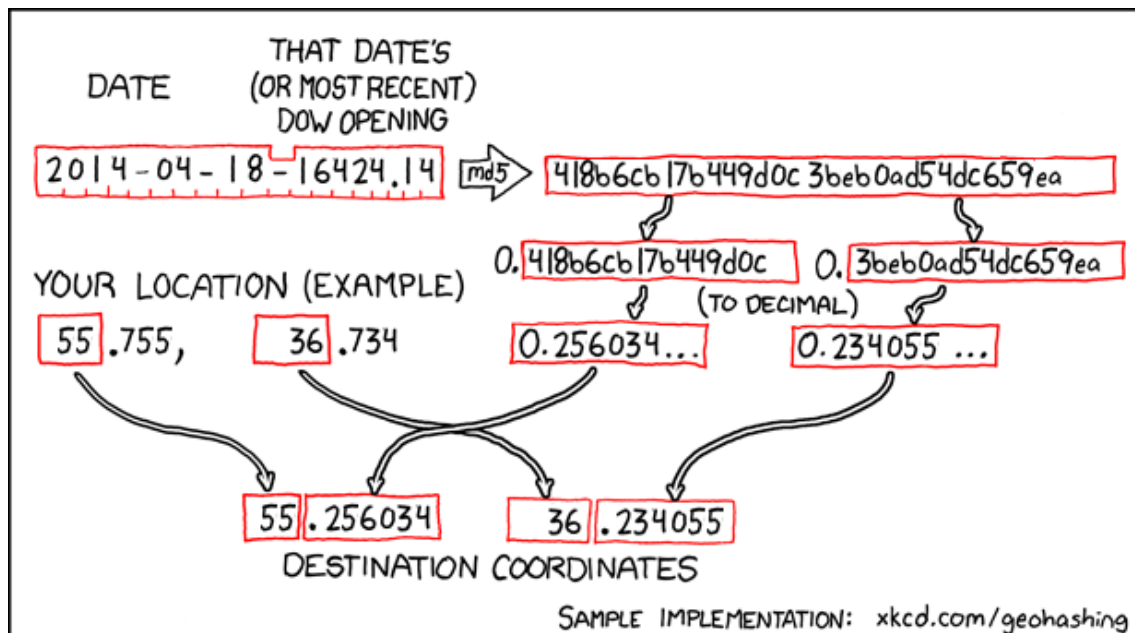 DATE
THAT DATE'S
(OR MOST RECENT)
DOW OPENING
2014-04-18-16424.14
md5
418b6cb17b449d0c3beb0ad54dc659ea
0.418b6cb17b449d0c
0.3beb0ad54dc659ea
(TO DECIMAL)
YOUR LOCATION (EXAMPLE)
55.755, 36.734
0.256034...
0.234055...
55.256034 36.234055
DESTINATION COORDINATES
SAMPLE IMPLEMENTATION: xkcd.com/geohashing